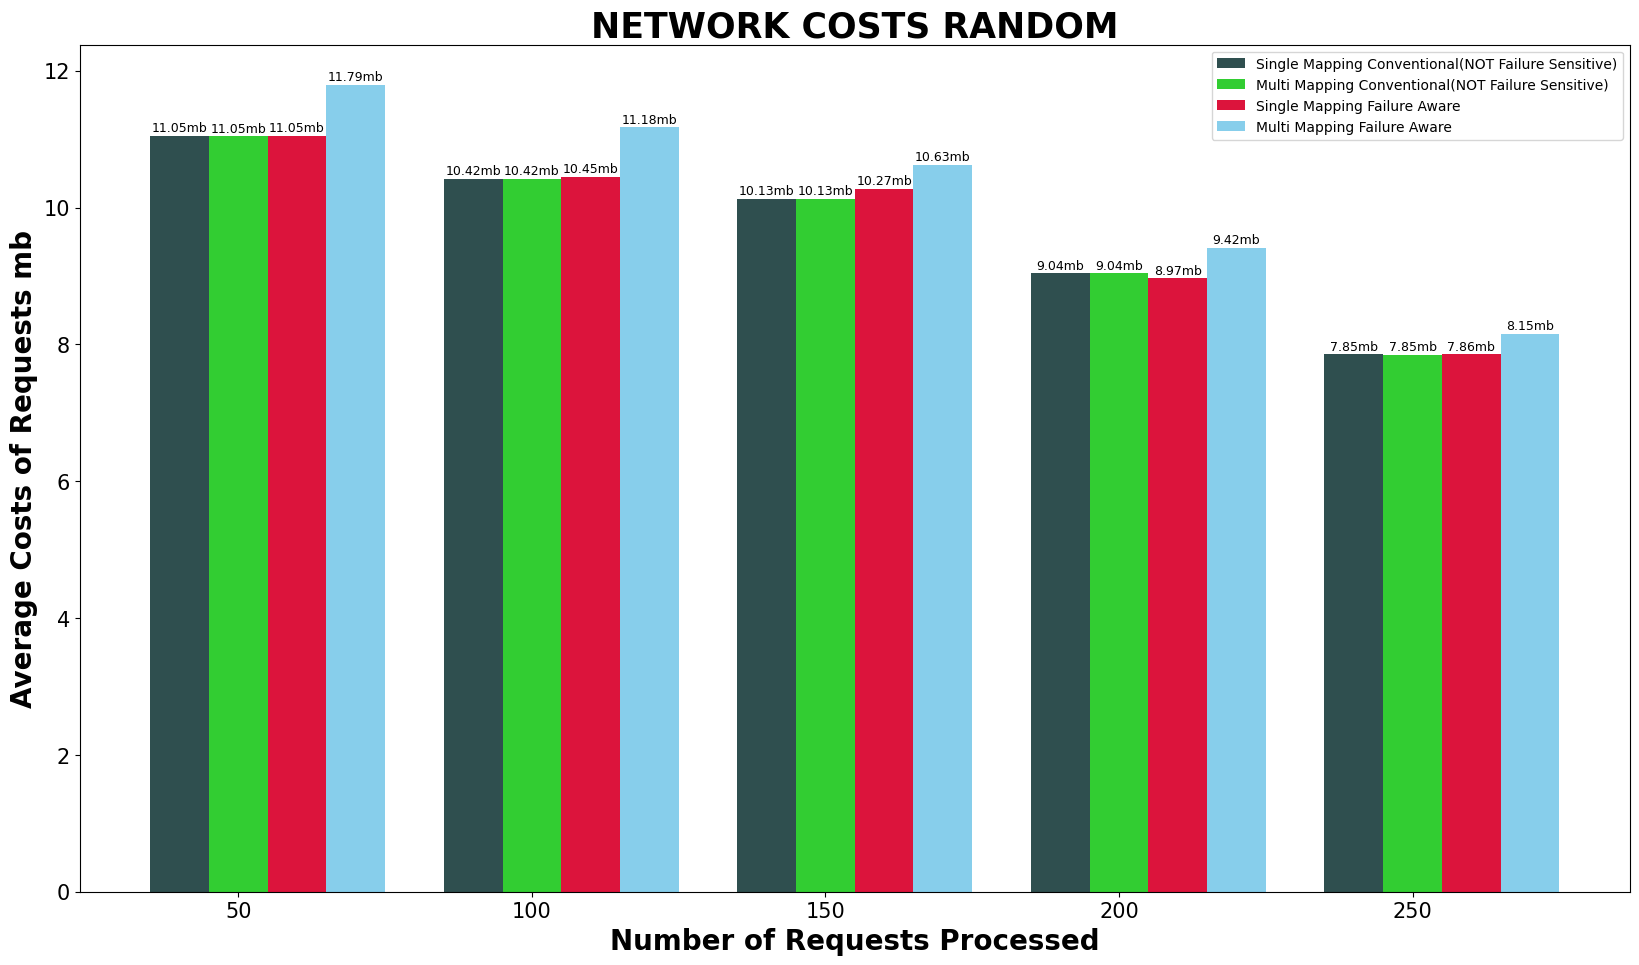 NETWORK COSTS RANDOM
Single Mapping Conventional(NOT Failure Sensitive)
Multi Mapping Conventional(NOT Failure Sensitive)
Single Mapping Failure Aware
Multi Mapping Failure Aware
Average Costs of Requests mb
12
10
8
6
4
2
0
11.05mb 11.05mb 11.05mb 11.79mb
10.42mb 10.42mb 10.45mb 11.18mb
10.13mb 10.13mb 10.27mb 10.63mb
9.04mb 9.04mb 8.97mb 9.42mb
7.85mb 7.85mb 7.86mb 8.15mb
50 100 150 200 250
Number of Requests Processed